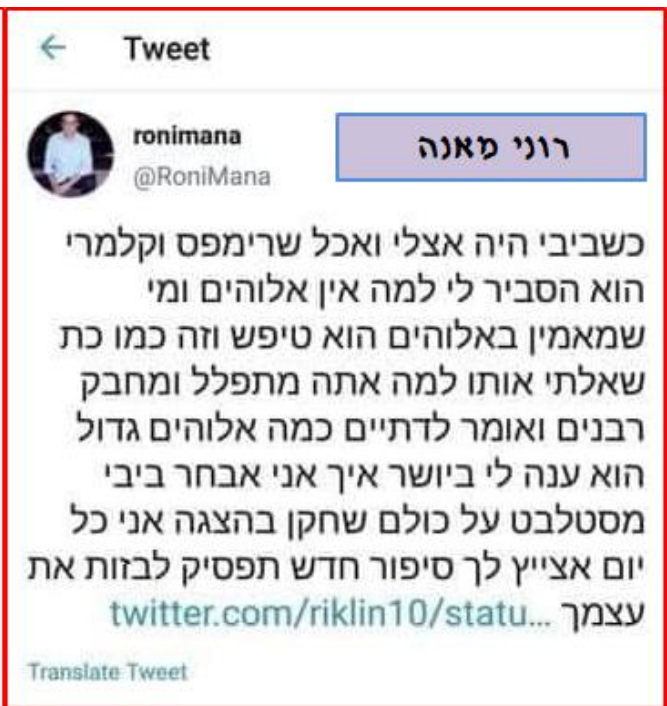 ← Tweet
ronimana
@RoniMana
רוני מאנה
כשביבי היה אצלי ואכל שרימפס וקלמרי
הוא הסביר לי למה אין אלוהים ומי
שמאמין באלוהים הוא טיפש וזה כמו כת
שאלתי אותו למה אתה מתפלל ומחבק
רבנים ואומר לדתיים כמה אלוהים גדול
הוא ענה לי ביושר איך אני אבחר ביבי
מסטלבט על כולם שחקן בהצגה אני כל
יום אצייץ לך סיפור חדש תפסיק לבזות את
עצמך twitter.com/riklin10/statu...
Translate Tweet